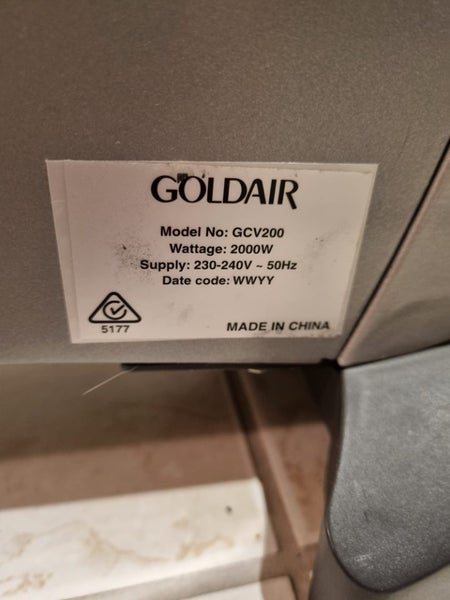 GOLDAIR
Model No: GCV200
Wattage: 2000W
Supply: 230-240V ~ 50Hz
Date code: WWYY
5177
MADE IN CHINA